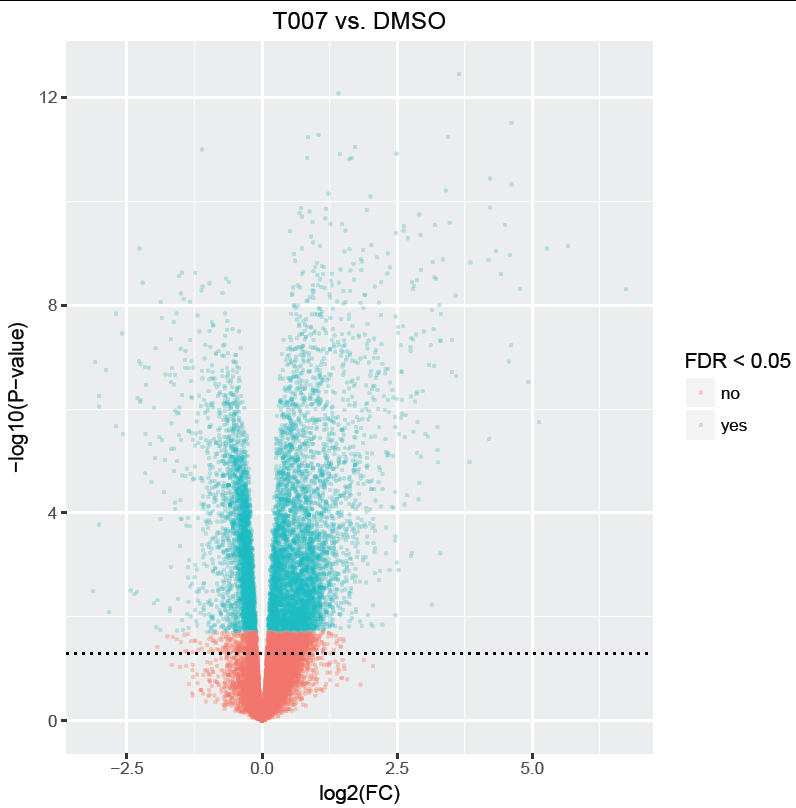 T007 vs. DMSO
12
8
4
0
−log10(P−value)
−2.5
0.0
2.5
5.0
log2(FC)
FDR < 0.05
no
yes